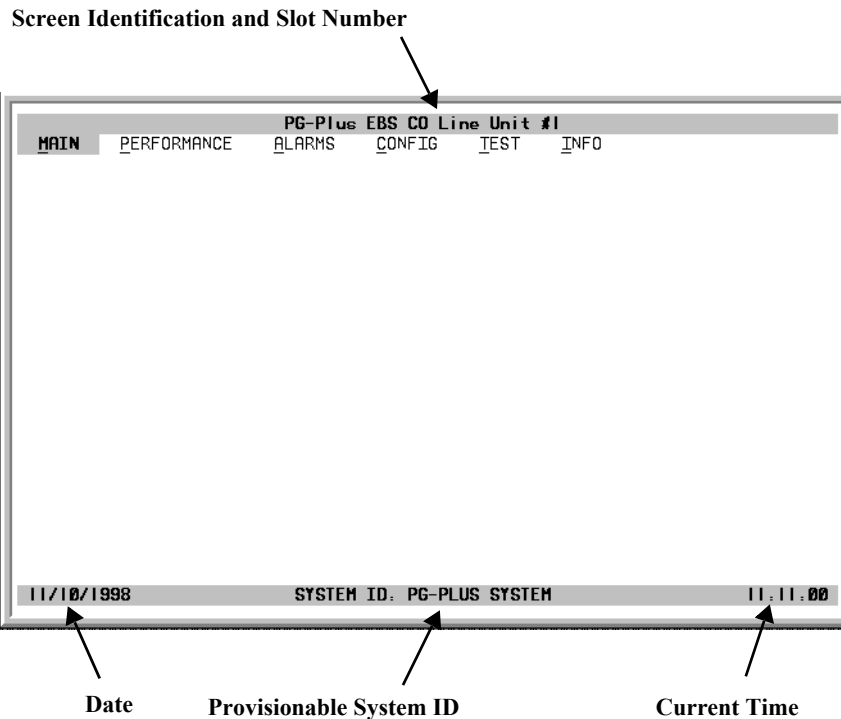 Screen Identification and Slot Number
PG-Plus EBS CO Line Unit #1
MAIN PERFORMANCE ALARMS CONFIG TEST INFO
11/10/1998 SYSTEM ID: PG-PLUS SYSTEM 11:11:00
Date Provisionable System ID Current Time